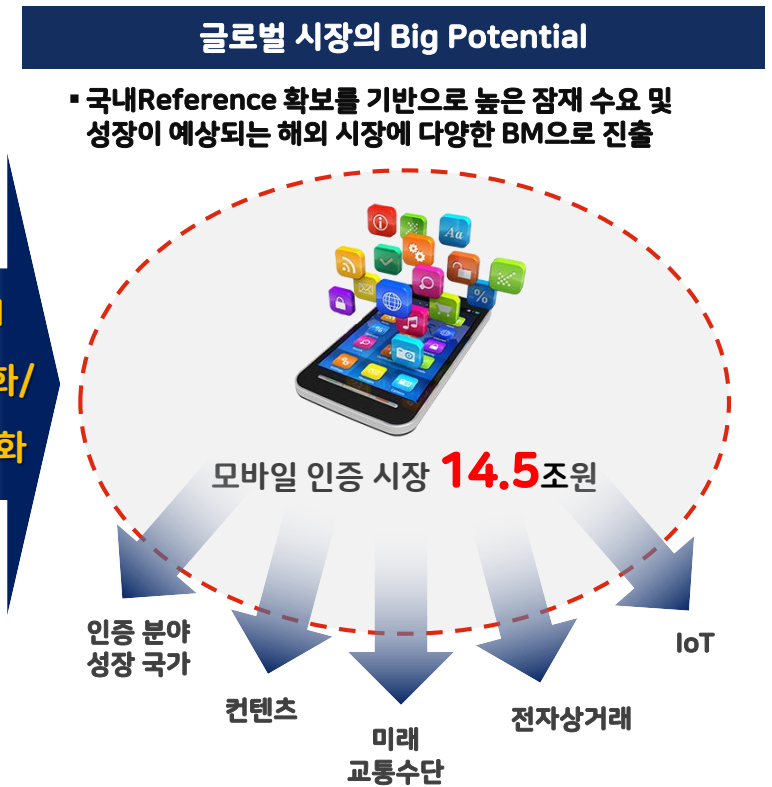 글로벌 시장의 Big Potential
▪ 국내Reference 확보를 기반으로 높은 잠재 수요 및
성장이 예상되는 해외 시장에 다양한 BM으로 진출
화/
화
Aa
%
모바일 인증 시장 14.5조원
인증 분야
성장 국가
컨텐츠
미래
교통수단
전자상거래
IoT